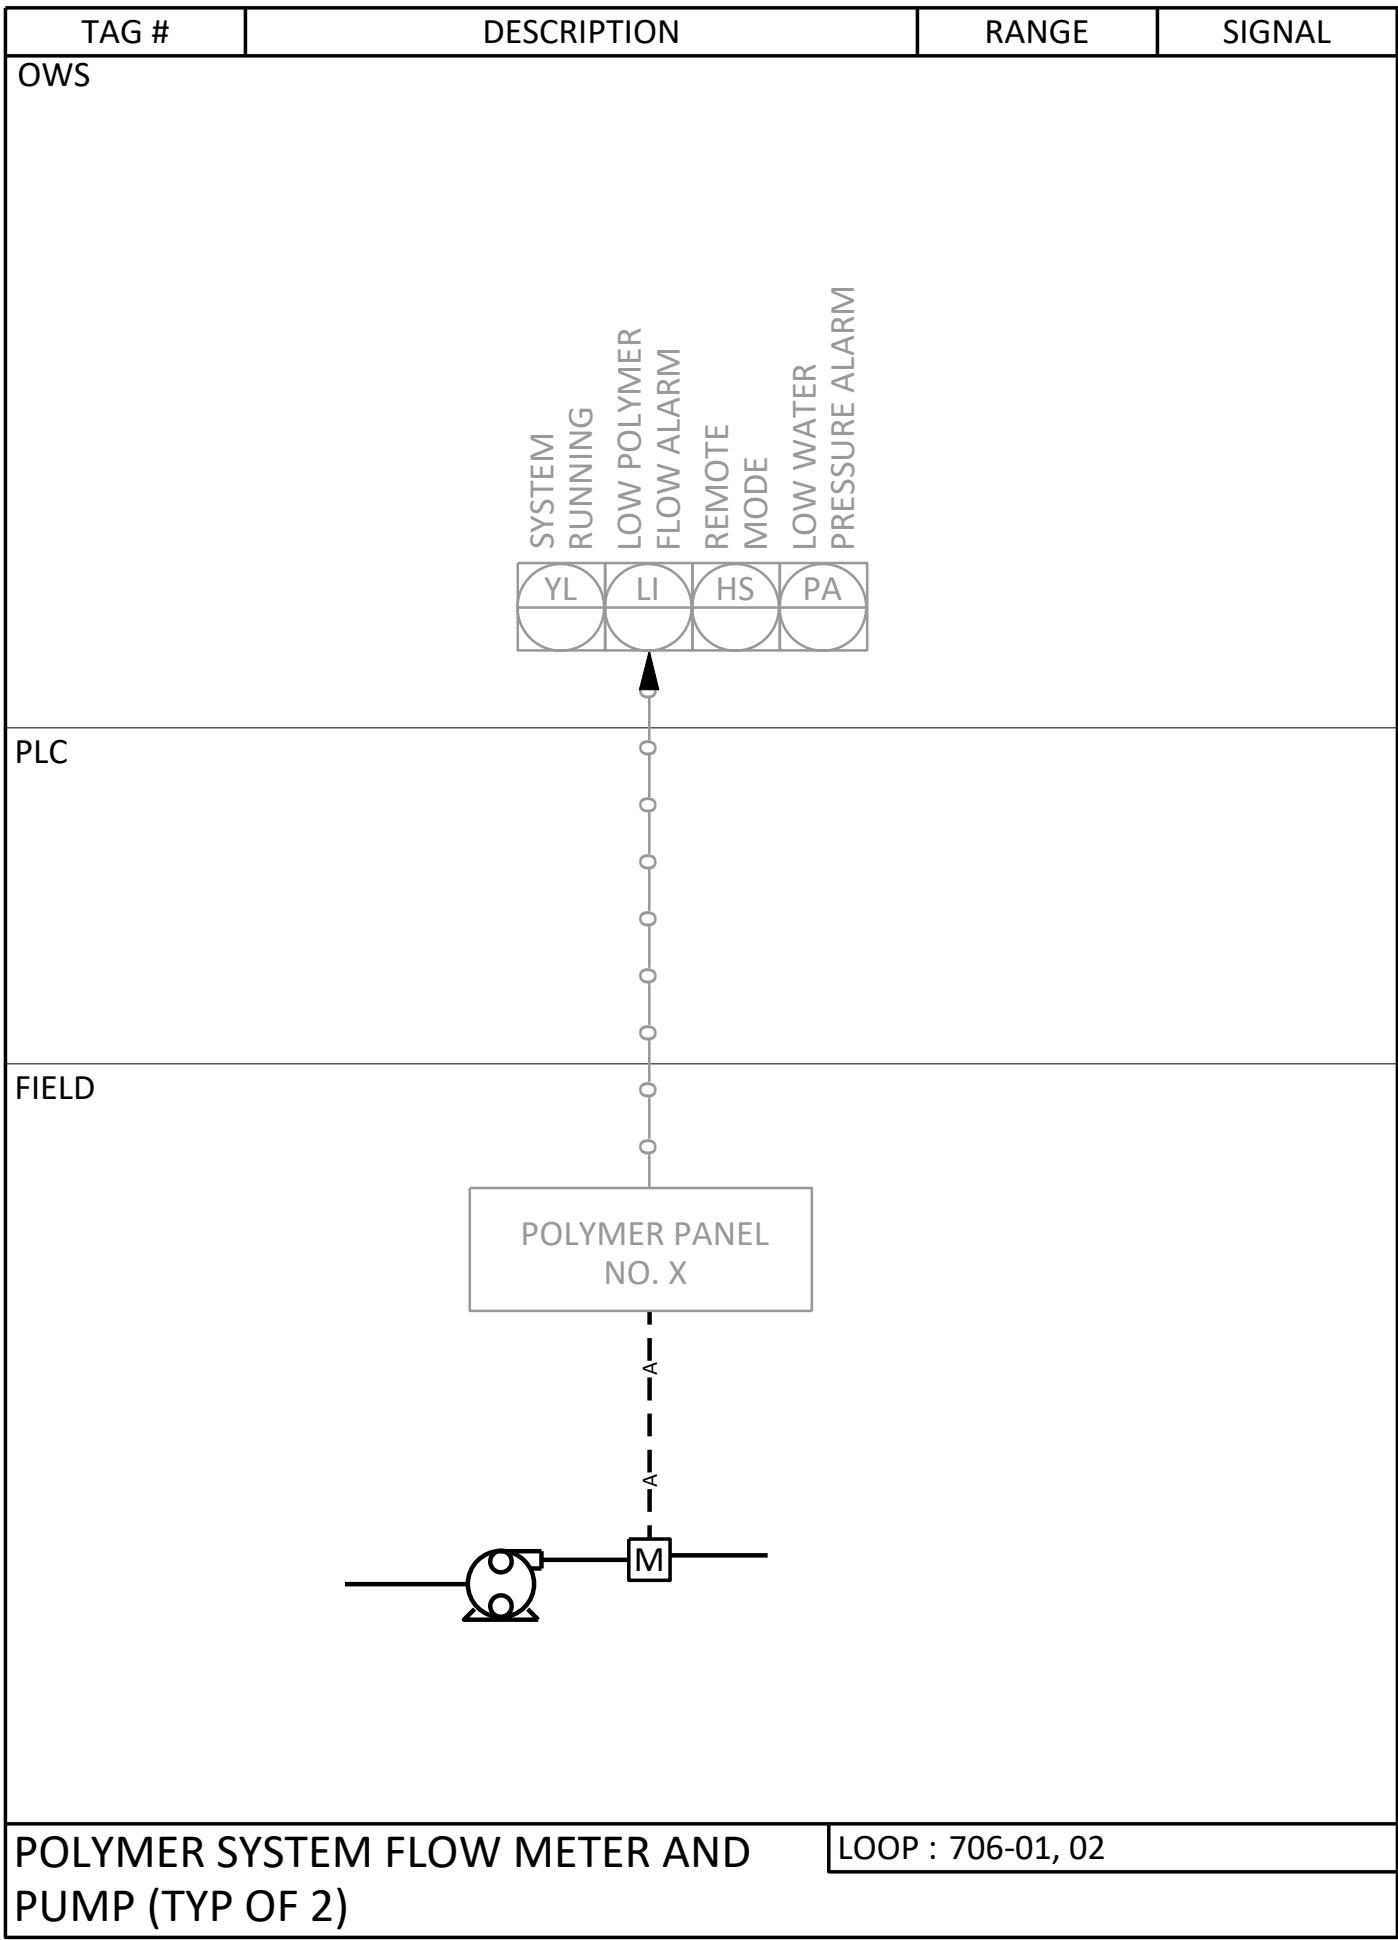 TAG #
DESCRIPTION
RANGE
SIGNAL
OWS
SYSTEM
RUNNING
LOW POLYMER
FLOW ALARM
REMOTE
MODE
LOW WATER
PRESSURE ALARM
YL
LI
HS
PA
PLC
FIELD
POLYMER PANEL
NO. X
A
A
M
POLYMER SYSTEM FLOW METER AND
PUMP (TYP OF 2)
LOOP : 706-01, 02